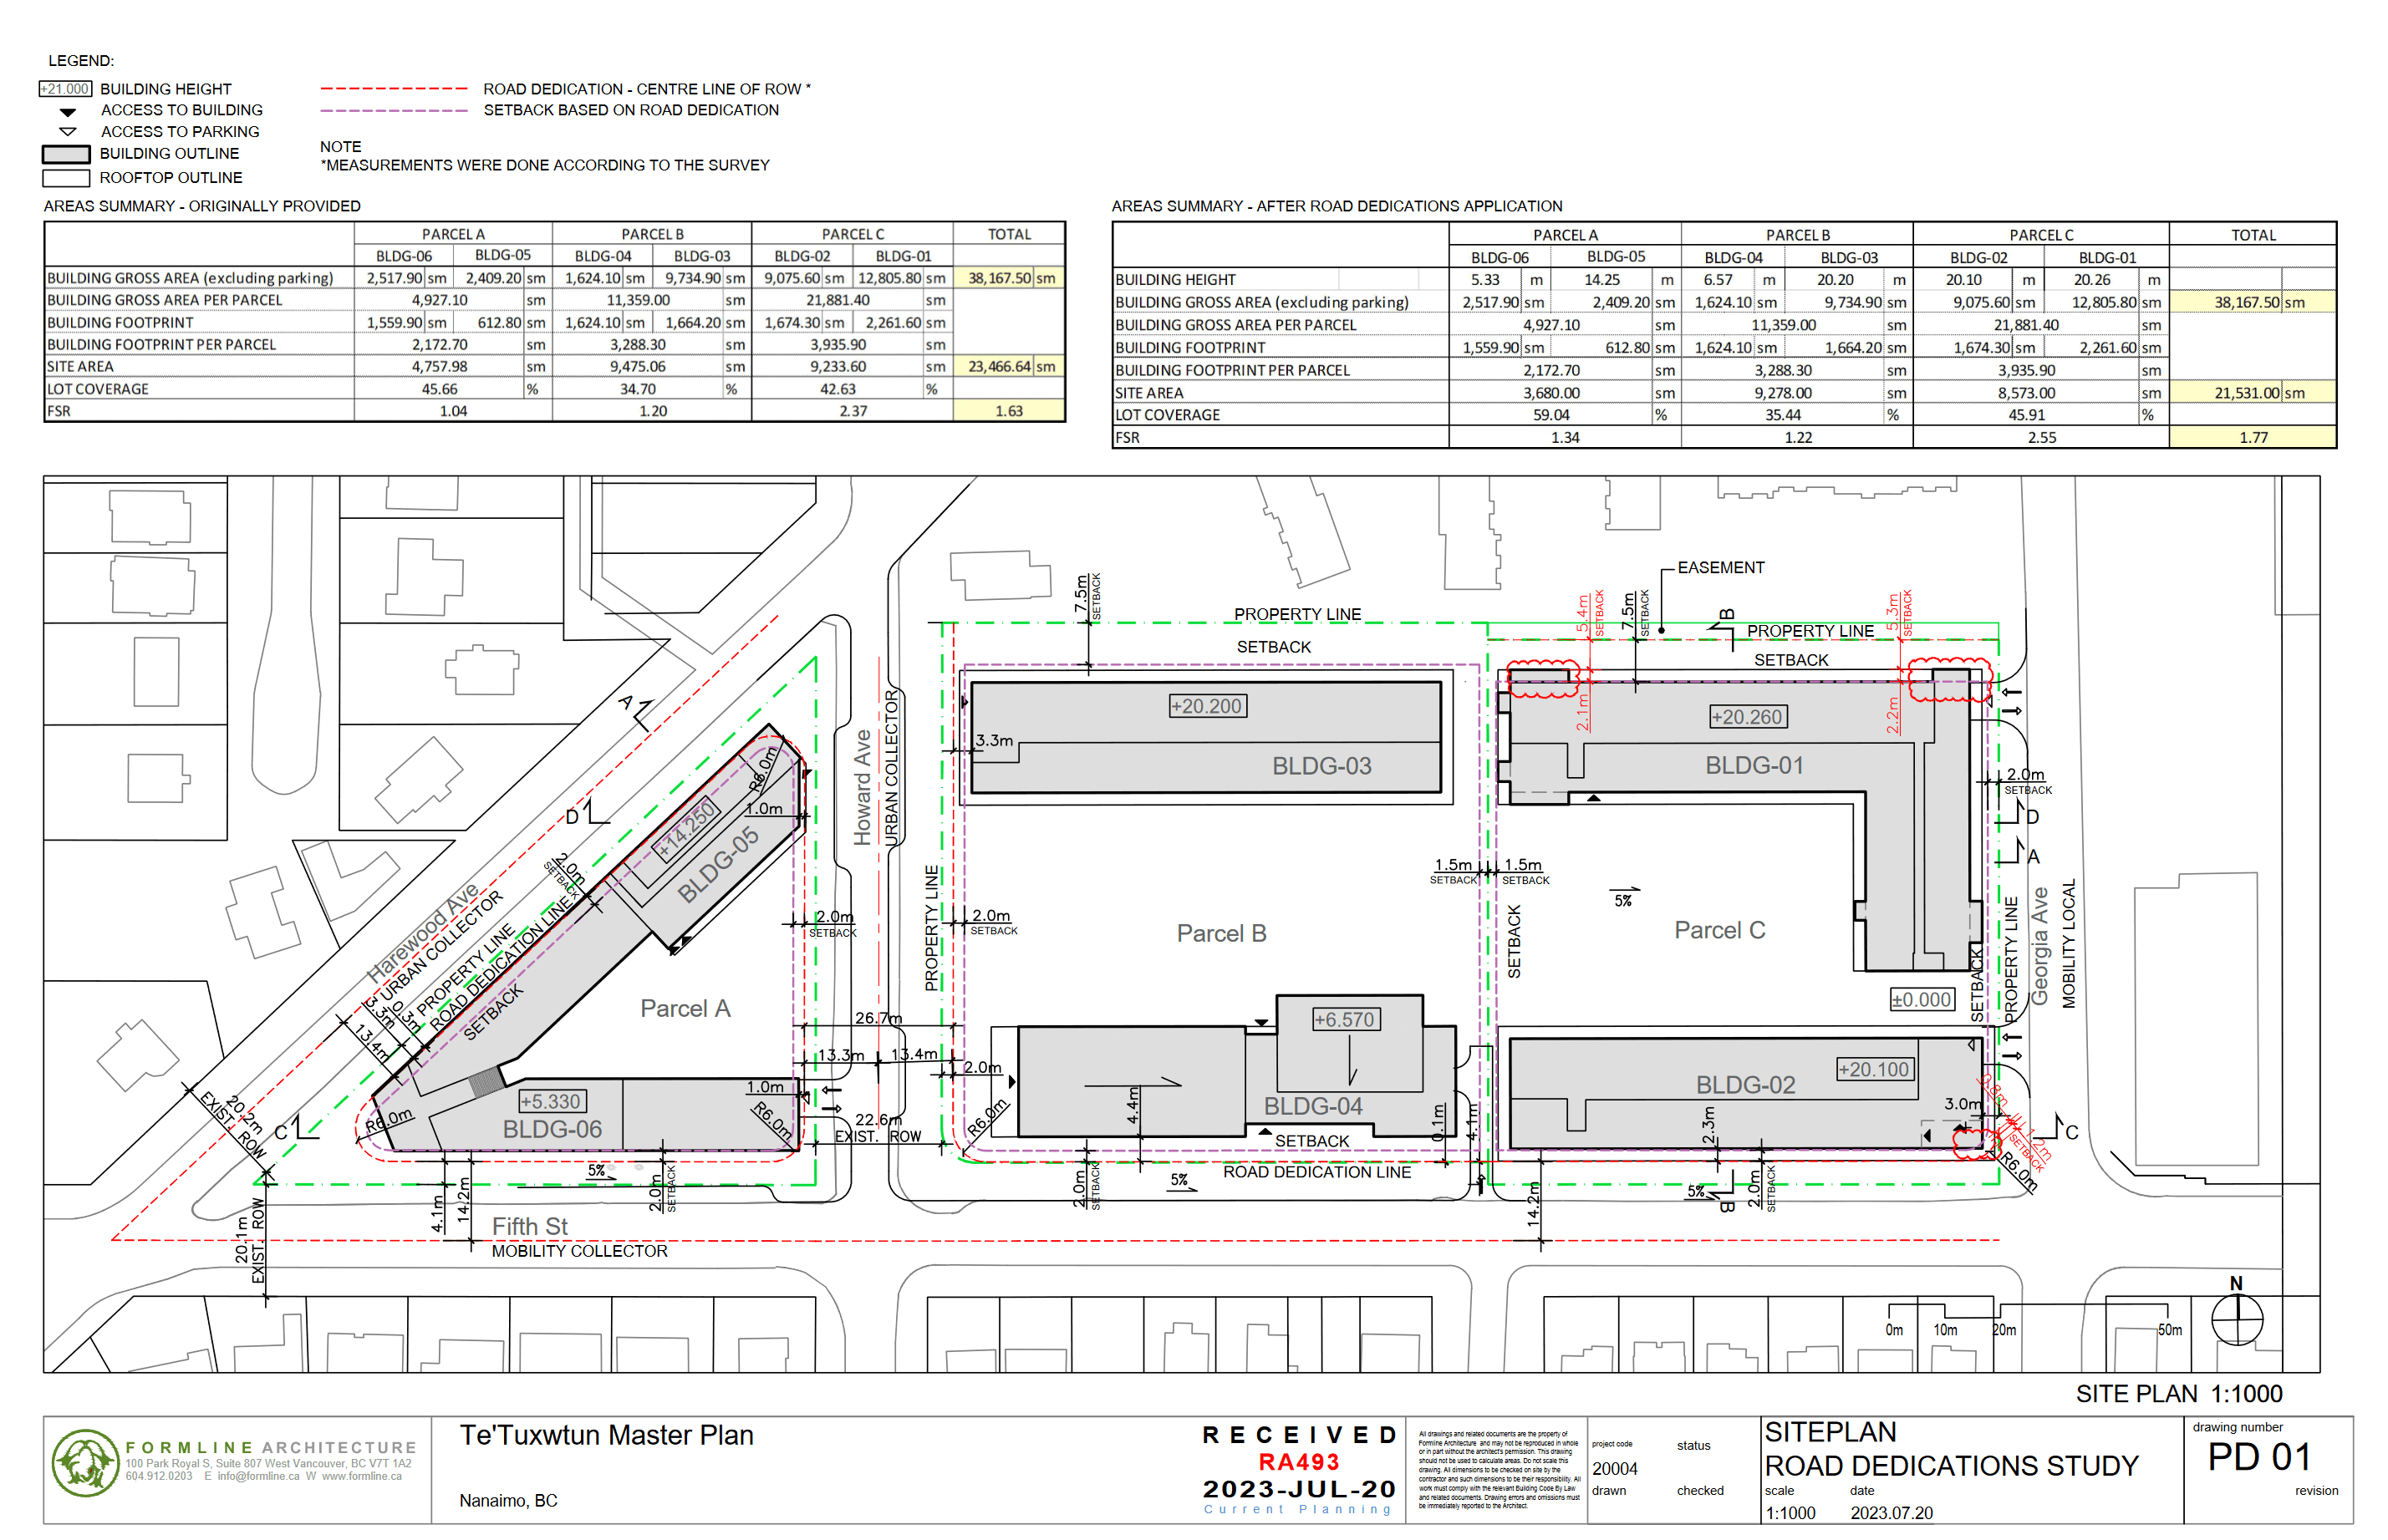 LEGEND:
+21.000 BUILDING HEIGHT
ACCESS TO BUILDING
ACCESS TO PARKING
BUILDING OUTLINE
ROOFTOP OUTLINE
ROAD DEDICATION - CENTRE LINE OF ROW *
SETBACK BASED ON ROAD DEDICATION
NOTE
*MEASUREMENTS WERE DONE ACCORDING TO THE SURVEY
AREAS SUMMARY - ORIGINALLY PROVIDED
PARCEL A PARCEL B PARCEL C TOTAL
BLDG-06 BLDG-05 BLDG-04 BLDG-03 BLDG-02 BLDG-01
BUILDING GROSS AREA (excluding parking) 2,517.90 sm 2,409.20 sm 1,624.10 sm 9,734.90 sm 9,075.60 sm 12,805.80 sm 38,167.50 sm
BUILDING GROSS AREA PER PARCEL 4,927.10 sm 11,359.00 sm 21,881.40 sm
BUILDING FOOTPRINT 1,559.90 sm 612.80 sm 1,624.10 sm 1,664.20 sm 1,674.30 sm 2,261.60 sm
BUILDING FOOTPRINT PER PARCEL 2,172.70 sm 3,288.30 sm 3,935.90 sm
SITE AREA 4,757.98 sm 9,475.06 sm 9,233.60 sm 23,466.64 sm
LOT COVERAGE 45.66 % 34.70 % 42.63 %
FSR 1.04 1.20 2.37 1.63
AREAS SUMMARY - AFTER ROAD DEDICATIONS APPLICATION
PARCEL A PARCEL B PARCEL C TOTAL
BLDG-06 BLDG-05 BLDG-04 BLDG-03 BLDG-02 BLDG-01
BUILDING HEIGHT 5.33 m 14.25 m 6.57 m 20.20 m 20.10 m 20.26 m
BUILDING GROSS AREA (excluding parking) 2,517.90 sm 2,409.20 sm 1,624.10 sm 9,734.90 sm 9,075.60 sm 12,805.80 sm 38,167.50 sm
BUILDING GROSS AREA PER PARCEL 4,927.10 sm 11,359.00 sm 21,881.40 sm
BUILDING FOOTPRINT 1,559.90 sm 612.80 sm 1,624.10 sm 1,664.20 sm 1,674.30 sm 2,261.60 sm
BUILDING FOOTPRINT PER PARCEL 2,172.70 sm 3,288.30 sm 3,935.90 sm
SITE AREA 3,680.00 sm 9,278.00 sm 8,573.00 sm 21,531.00 sm
LOT COVERAGE 59.04 % 35.44 % 45.91 %
FSR 1.34 1.22 2.55 1.77
EASEMENT
7.5m SETBACK
PROPERTY LINE
SETBACK
5.4m SETBACK
7.5m SETBACK
B
PROPERTY LINE
5.3m SETBACK
SETBACK
A
+20.200
3.3m
BLDG-03
2.1m
+20.260
2.2m
BLDG-01
2.0m
SETBACK
D
A
D
R6.0m
1.0m
+14.250
BLDG-05
Howard Ave
URBAN COLLECTOR
2.0m
SETBACK
Harewood Ave
URBAN COLLECTOR
PROPERTY LINE
ROAD DEDICATION LINE
SETBACK
3.3m
0.3m
13.4m
2.0m
SETBACK
Parcel A
PROPERTY LINE
2.0m
SETBACK
Parcel B
1.5m 1.5m
SETBACK SETBACK
SETBACK
5%
Parcel C
±0.000
SETBACK
PROPERTY LINE
Georgia Ave
MOBILITY LOCAL
26.7m
13.3m 13.4m
2.0m
+6.570
BLDG-04
4.4m
0.1m
4.1m
BLDG-02
+20.100
2.3m
3.0m
0.8m
1.2m
SETBACK
R6.0m
C
20.2m
EXIST. ROW
C
R6.0m
+5.330
BLDG-06
1.0m
R6.0m
22.6m
EXIST. ROW
R6.0m
SETBACK
ROAD DEDICATION LINE
5%
2.0m
SETBACK
2.0m
SETBACK
5%
5%
B
2.0m
SETBACK
4.1m
14.2m
14.2m
20.1m
EXIST. ROW
Fifth St
MOBILITY COLLECTOR
N
0m 10m 20m 50m
SITE PLAN 1:1000
FORMLINE ARCHITECTURE
100 Park Royal S, Suite 807 West Vancouver, BC V7T 1A2
604.912.0203 E info@formline.ca W www.formline.ca
Te'Tuxwtun Master Plan
Nanaimo, BC
RECEIVED
RA493
2023-JUL-20
Current Planning
All drawings and related documents are the property of
Formline Architecture and may not be reproduced in whole
or in part without the architect's permission. This drawing
should not be used to calculate areas. Do not scale this
drawing. All dimensions to be checked on site by the
contractor and such dimensions to be their responsibility. All
work must comply with the relevant Building Code By Law
and related documents. Drawing errors and omissions must
be immediately reported to the Architect.
project code
20004
status
drawn
checked
SITEPLAN
ROAD DEDICATIONS STUDY
scale
1:1000
date
2023.07.20
drawing number
PD 01
revision